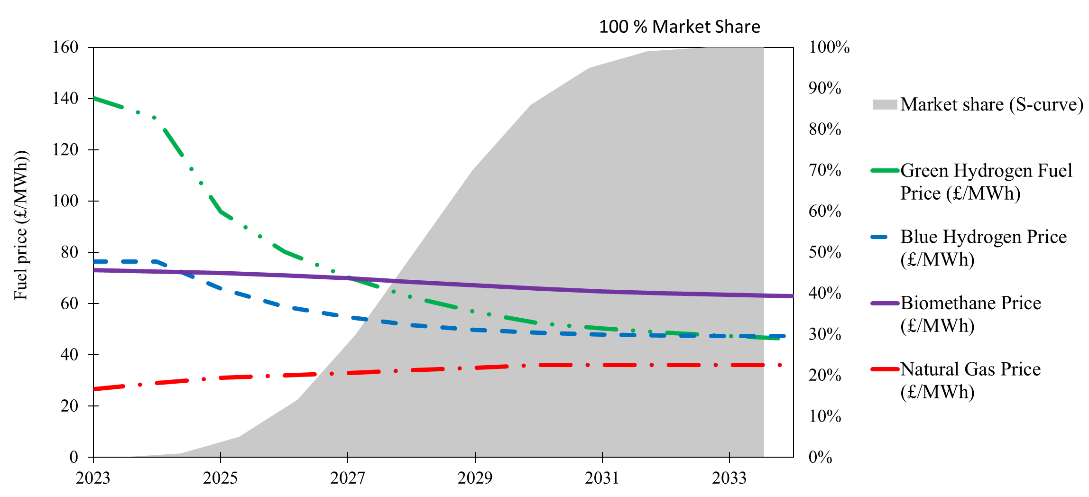 100 % Market Share
Fuel price (£/MWh))
160
140
120
100
80
60
40
20
0
100%
90%
80%
70%
60%
50%
40%
30%
20%
10%
0%
2023
2025
2027
2029
2031
2033
Market share (S-curve)
Green Hydrogen Fuel
Price (£/MWh)
Blue Hydrogen Price
(£/MWh)
Biomethane Price
(£/MWh)
Natural Gas Price
(£/MWh)